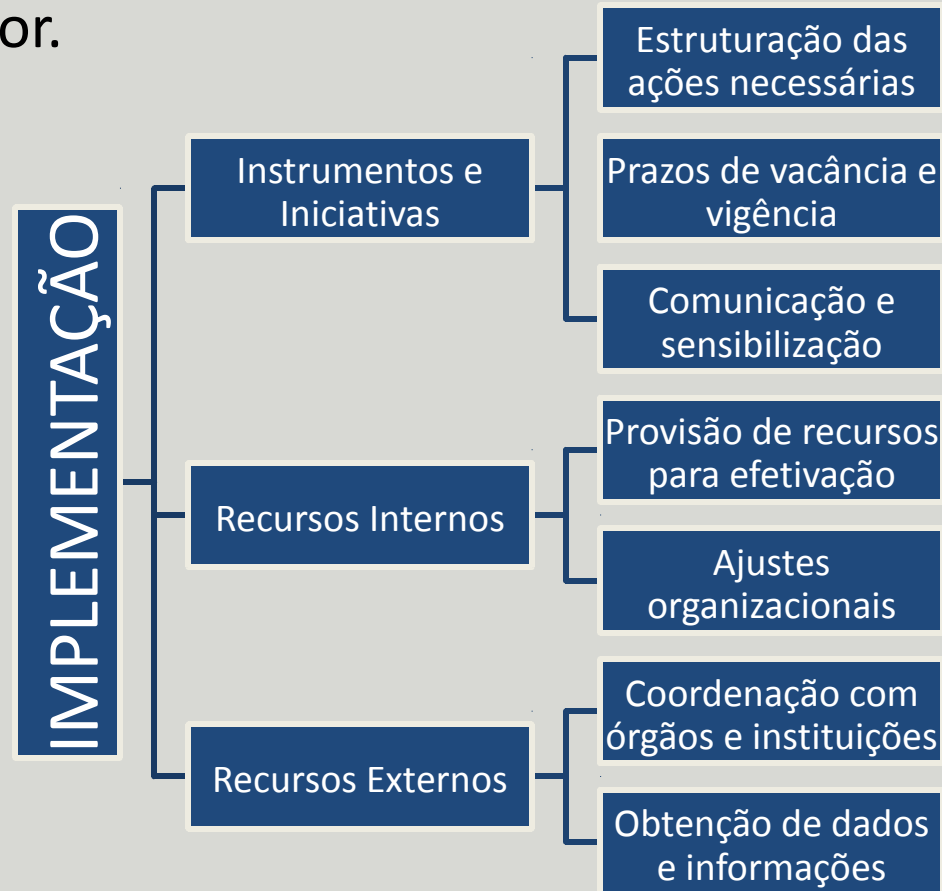 or.
IMPLEMENTAÇÃO
Instrumentos e
Iniciativas
Estruturação das
ações necessárias
Prazos de vacância e
vigência
Comunicação e
sensibilização
Recursos Internos
Provisão de recursos
para efetivação
Ajustes
organizacionais
Recursos Externos
Coordenação com
órgãos e instituições
Obtenção de dados
e informações